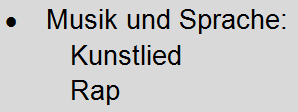 • Musik und Sprache:
Kunstlied
Rap